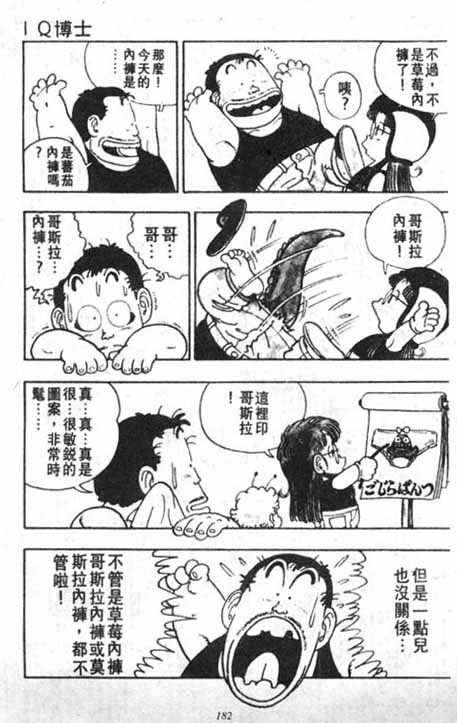 IQ博士
不過，不
是草莓內
褲了！
咦？
那麼！
今天的
內褲是
……
是蕃茄
內褲嗎
？
哥斯拉
內褲！
哥…
哥…
哥斯拉
內褲…？
這裡印
哥斯拉
！
ごじらぱんつ
真…真…真是
很…很敏銳的
圖案，非常時
髦……
但是一點兒
也沒關係…
不管是草莓內褲
哥斯拉內褲或莫
斯拉內褲，都不
管啦！
182